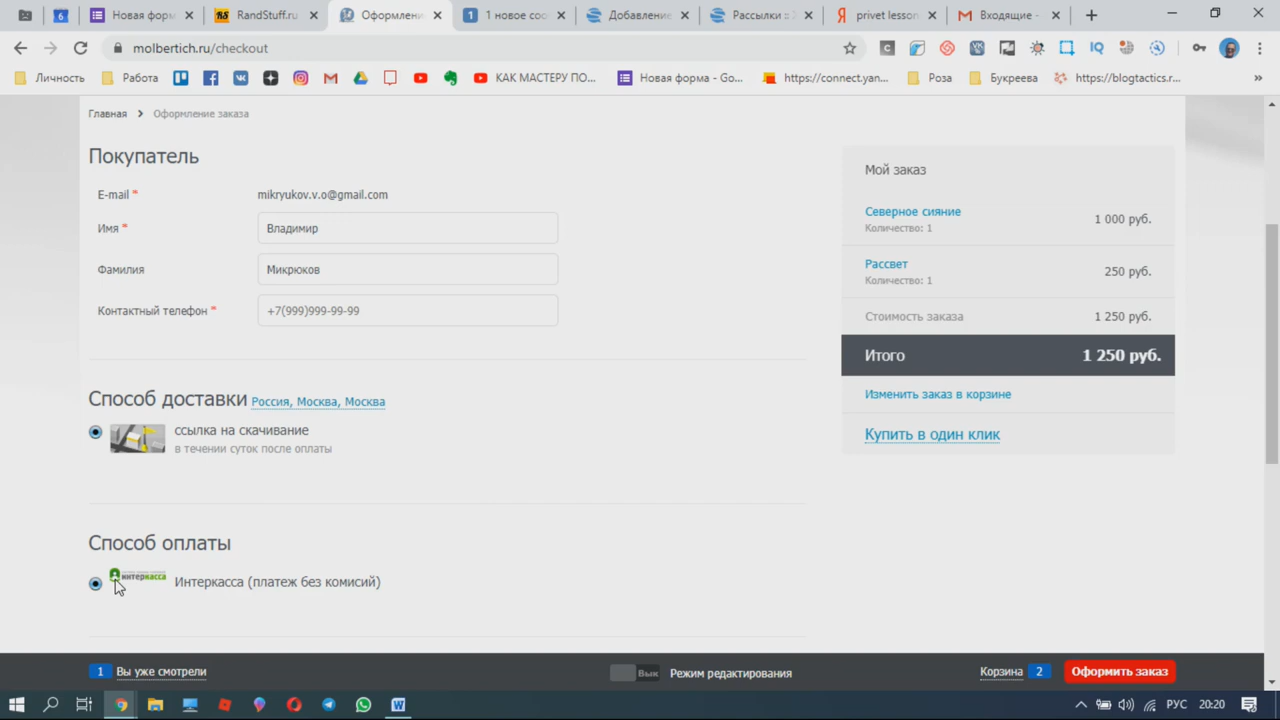 Новая форм
RandStuff.ru
Оформлени
1 новое соо
Добавление
Рассылки :: 
privet lesson
Входящие -
molbertich.ru/checkout
Личность
Работа
КАК МАСТЕРУ ПО...
Новая форма - Go...
https://connect.yan...
Роза
Букреева
https://blogtactics.r...
Главная
Оформление заказа
Покупатель
E-mail *
mikryukov.v.o@gmail.com
Имя *
Владимир
Фамилия
Микрюков
Контактный телефон *
+7(999)999-99-99
Способ доставки Россия, Москва, Москва
ссылка на скачивание
в течении суток после оплаты
Способ оплаты
интеркасса
Интеркасса (платеж без комисий)
Мой заказ
Северное сияние
Количество: 1
1 000 руб.
Рассвет
Количество: 1
250 руб.
Стоимость заказа
1 250 руб.
Итого
1 250 руб.
Изменить заказ в корзине
Купить в один клик
1 Вы уже смотрели
Вык Режим редактирования
Корзина 2
Оформить заказ
РУС
20:20